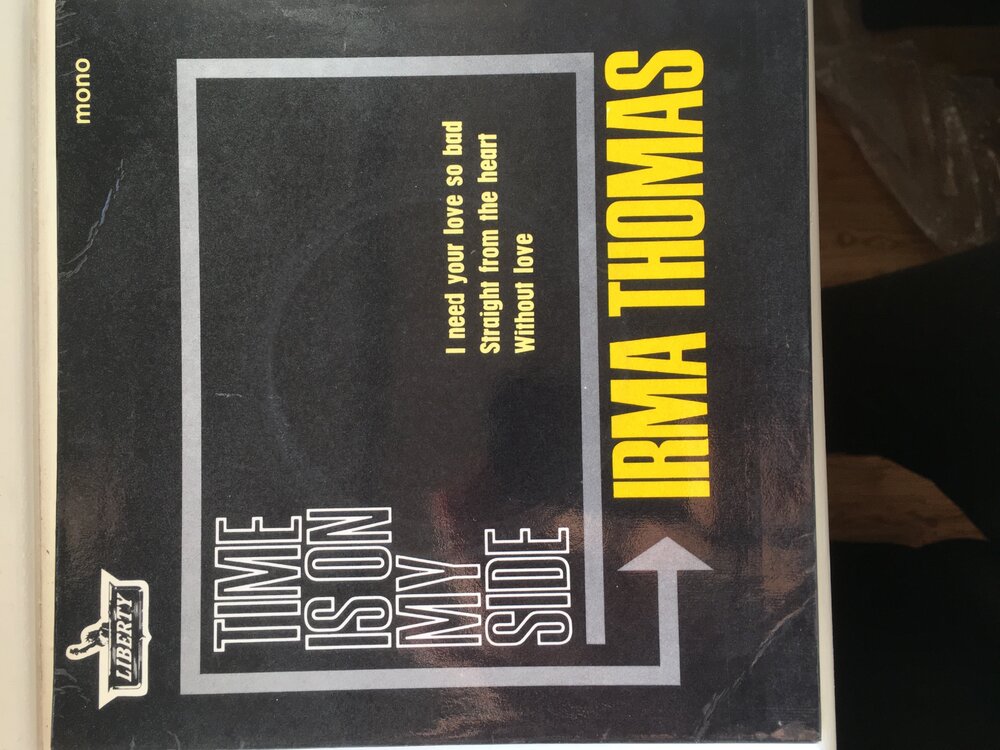 LIBERTY
mono
TIME
IS ON
MY
SIDE
I need your love so bad
Straight from the heart
Without love
IRMA THOMAS